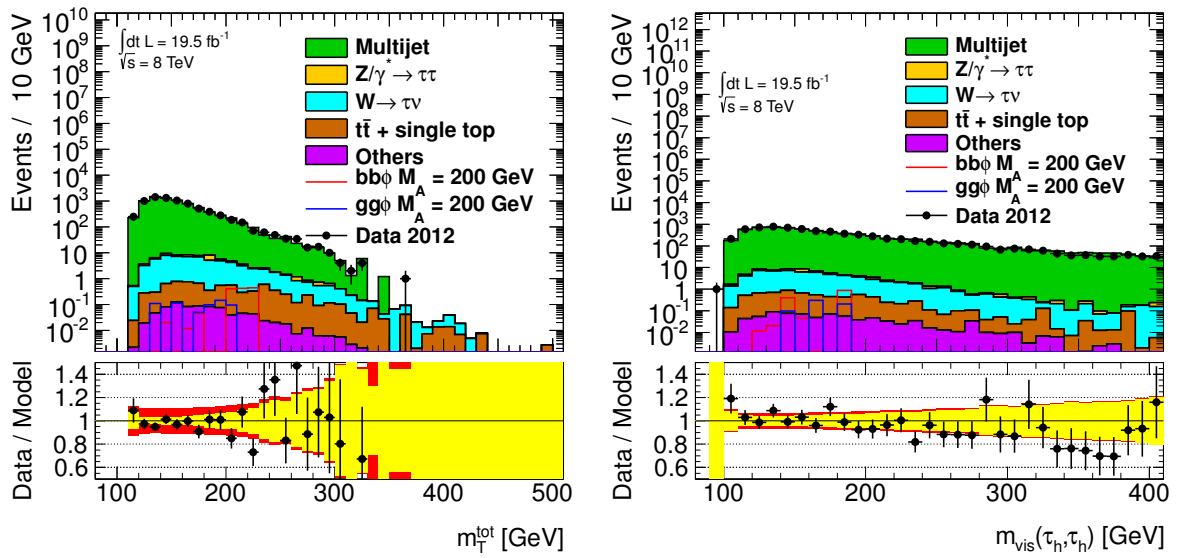 Events / 10 GeV
10^10
10^9
10^8
10^7
10^6
10^5
10^4
10^3
10^2
10
1
10^-1
10^-2
∫dt L = 19.5 fb^-1
√s = 8 TeV
Multijet
Z/γ* → ττ
W → τν
tt̄ + single top
Others
bbϕ M_A = 200 GeV
ggϕ M_A = 200 GeV
Data 2012
Data / Model
1.4
1.2
1
0.8
0.6
100 200 300 400 500
m_T^tot [GeV]
Events / 10 GeV
10^12
10^11
10^10
10^9
10^8
10^7
10^6
10^5
10^4
10^3
10^2
10
1
10^-1
10^-2
∫dt L = 19.5 fb^-1
√s = 8 TeV
Multijet
Z/γ* → ττ
W → τν
tt̄ + single top
Others
bbϕ M_A = 200 GeV
ggϕ M_A = 200 GeV
Data 2012
Data / Model
1.4
1.2
1
0.8
0.6
100 200 300 400
m_vis(τ_h,τ_h) [GeV]